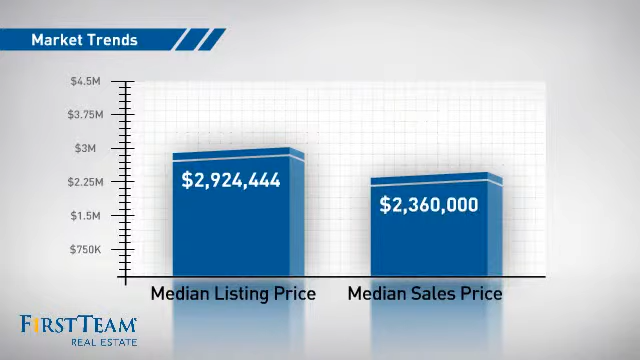 Market Trends
$4.5M
$3.75M
$3M
$2.25M
$1.5M
$750K
$2,924,444
$2,360,000
Median Listing Price
Median Sales Price
FIRSTTEAM®
REAL ESTATE